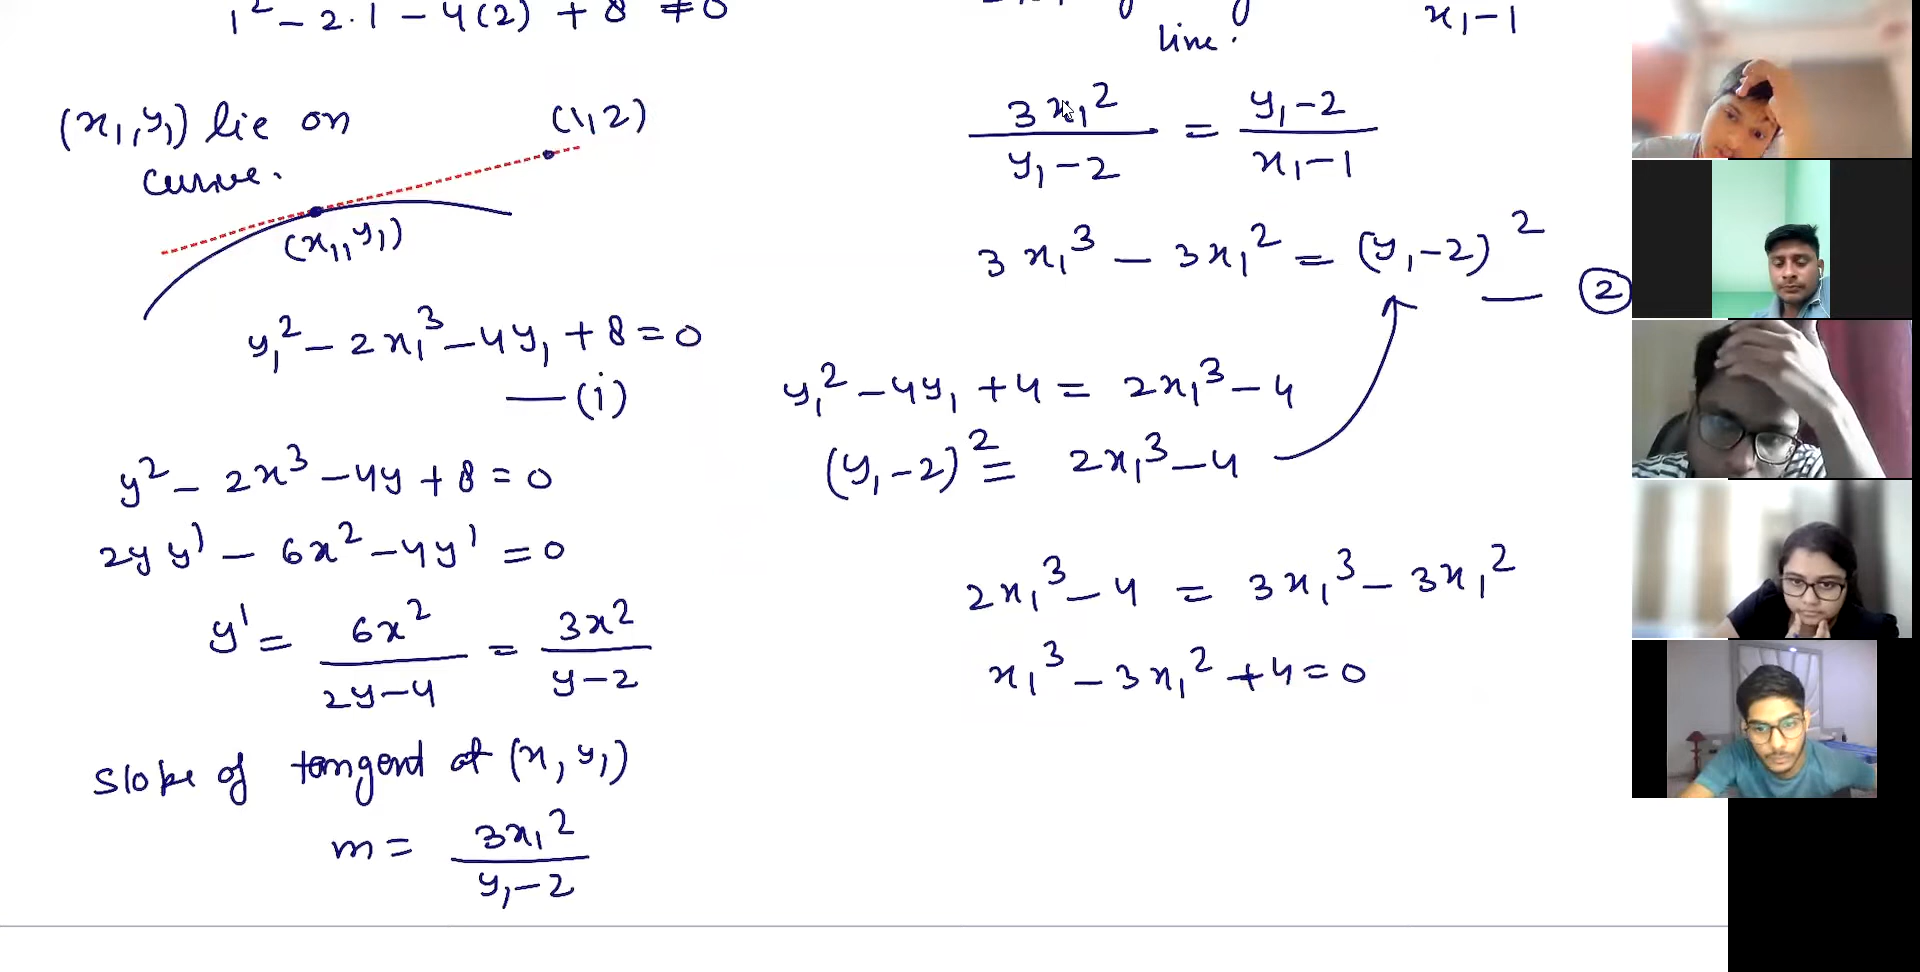 1² - 2·1 - 4(2) + 8 ≠ 0
(x₁,y₁) lie on
curve.
(1,2)
(x₁,y₁)
y₁² - 2x₁³ - 4y₁ + 8 = 0
—(i)
y² - 2x³ - 4y + 8 = 0
2y y' - 6x² - 4y' = 0
y' = 6x²/(2y-4) = 3x²/(y-2)
Slope of tangent at (x, y₁)
m = 3x₁²/(y₁-2)
line.
x₁-1
3x₁²/(y₁-2) = (y₁-2)/(x₁-1)
3x₁³ - 3x₁² = (y₁-2)²
— ②
y₁² - 4y₁ + 4 = 2x₁³ - 4
(y₁-2)² = 2x₁³ - 4
2x₁³ - 4 = 3x₁³ - 3x₁²
x₁³ - 3x₁² + 4 = 0